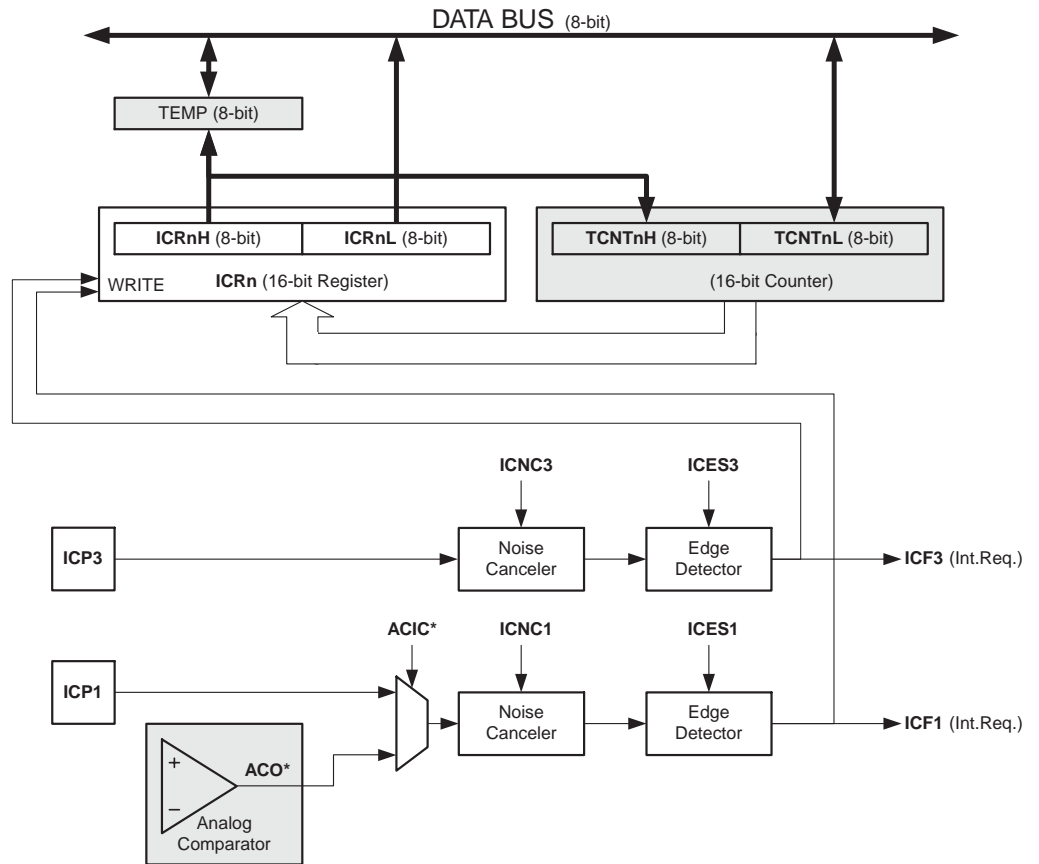 DATA BUS (8-bit)
TEMP (8-bit)
ICRnH (8-bit)
ICRnL (8-bit)
TCNTnH (8-bit)
TCNTnL (8-bit)
WRITE
ICRn (16-bit Register)
(16-bit Counter)
ICNC3
ICES3
ICP3
Noise
Canceler
Edge
Detector
ICF3 (Int.Req.)
ACIC*
ICNC1
ICES1
ICP1
Noise
Canceler
Edge
Detector
ICF1 (Int.Req.)
+
ACO*
−
Analog
Comparator